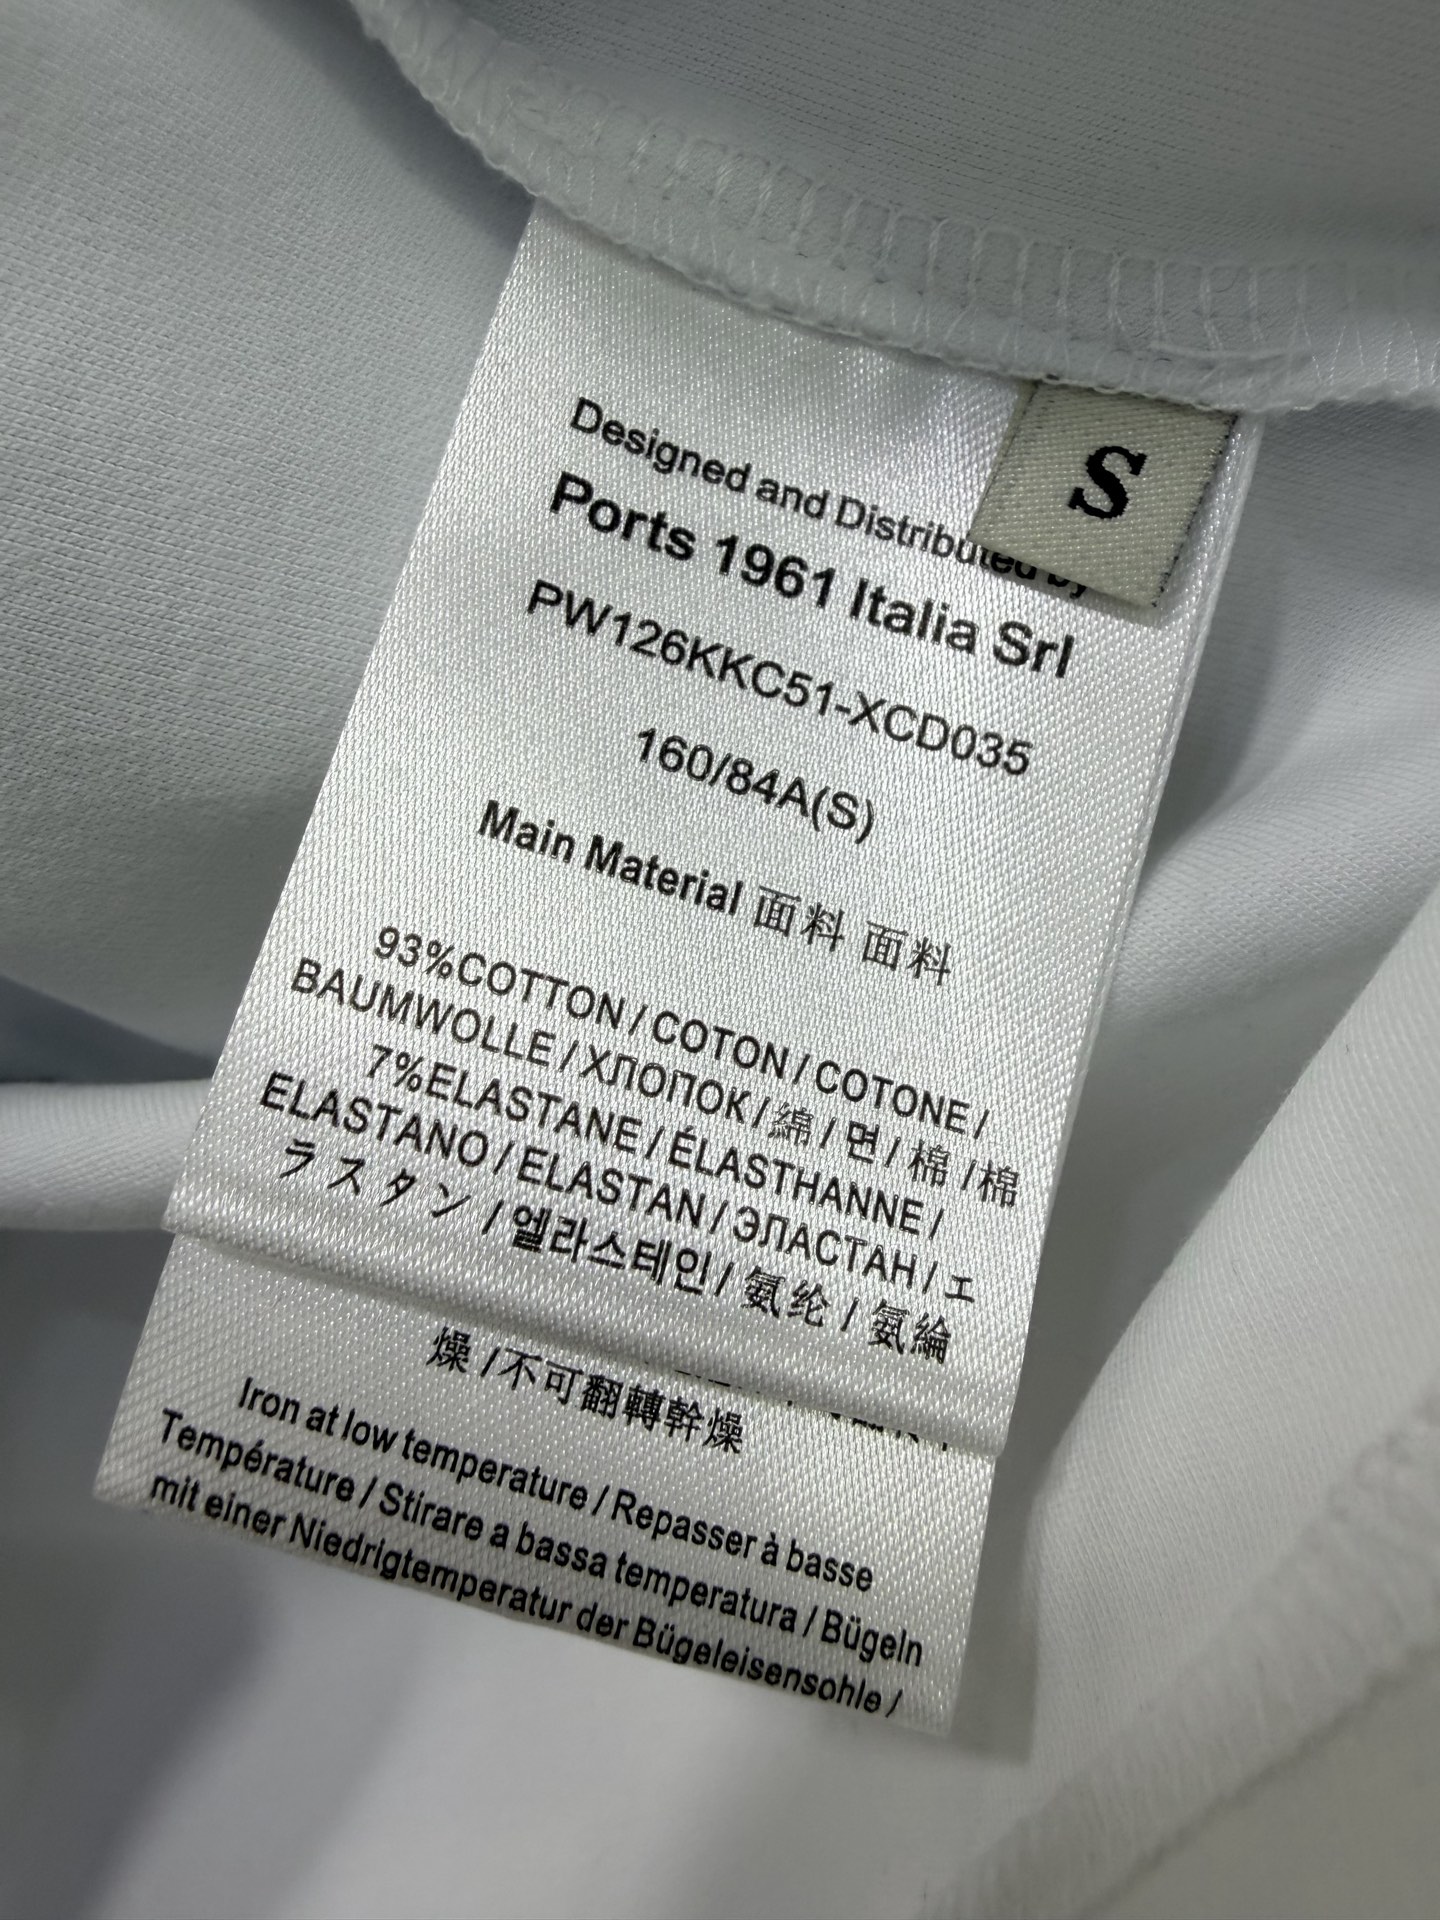 S
Designed and Distributed by
Ports 1961 Italia Srl
PW126KKC51-XCD035
160/84A(S)
Main Material 面料 面料
93%COTTON / COTON / COTONE /
BAUMWOLLE / ХЛОПОК / 綿 / 면 / 棉 / 棉
7%ELASTANE / ÉLASTHANNE /
ELASTANO / ELASTAN / ЭЛАСТАН / エ
ラスタン / 엘라스테인 / 氨纶 / 氨綸
燥 /不可翻轉幹燥
Iron at low temperature / Repasser à basse
Température / Stirare a bassa temperatura / Bügeln
mit einer Niedrigtemperatur der Bügeleisensohle /